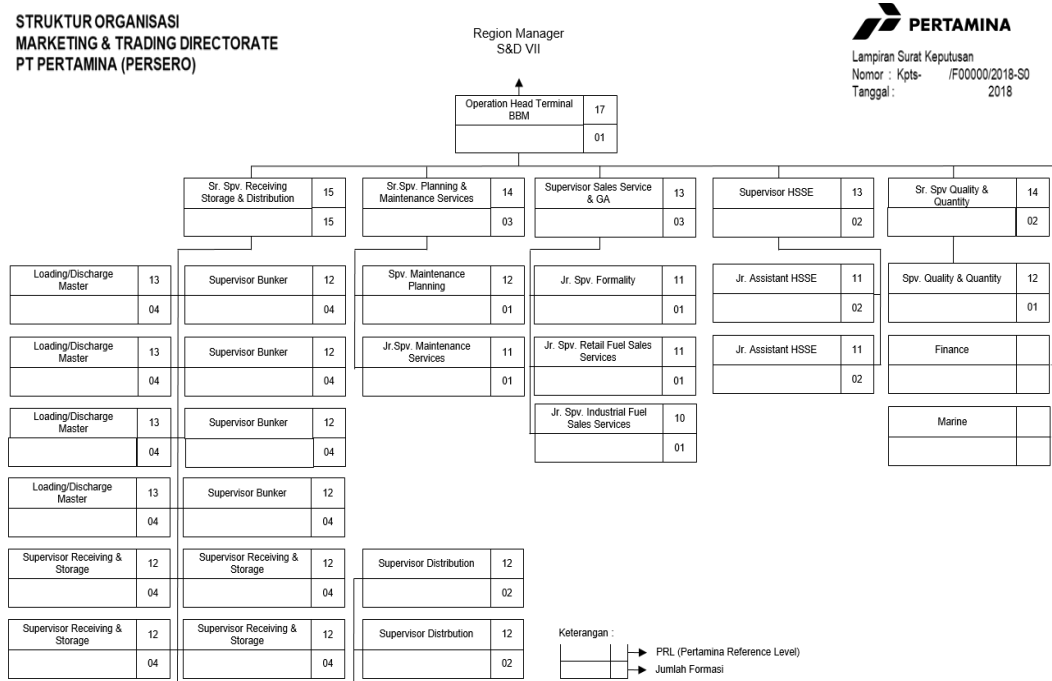 STRUKTUR ORGANISASI
MARKETING & TRADING DIRECTORATE
PT PERTAMINA (PERSERO)
Region Manager
S&D VII
PERTAMINA
Lampiran Surat Keputusan
Nomor : Kpts- /F00000/2018-S0
Tanggal : 2018
Operation Head Terminal
BBM
17
01
Sr. Spv. Receiving
Storage & Distribution
15
15
Sr.Spv. Planning &
Maintenance Services
14
03
Supervisor Sales Service
& GA
13
03
Supervisor HSSE
13
02
Sr. Spv Quality &
Quantity
14
02
Loading/Discharge
Master
13
04
Supervisor Bunker
12
04
Spv. Maintenance
Planning
12
01
Jr. Spv. Formality
11
01
Jr. Assistant HSSE
11
02
Spv. Quality & Quantity
12
01
Loading/Discharge
Master
13
04
Supervisor Bunker
12
04
Jr.Spv. Maintenance
Services
11
01
Jr. Spv. Retail Fuel Sales
Services
11
01
Jr. Assistant HSSE
11
02
Finance
Loading/Discharge
Master
13
04
Supervisor Bunker
12
04
Jr. Spv. Industrial Fuel
Sales Services
10
01
Marine
Loading/Discharge
Master
13
04
Supervisor Bunker
12
04
Supervisor Receiving &
Storage
12
04
Supervisor Receiving &
Storage
12
04
Supervisor Distribution
12
02
Supervisor Receiving &
Storage
12
04
Supervisor Receiving &
Storage
12
04
Supervisor Distrbution
12
02
Keterangan :
PRL (Pertamina Reference Level)
Jumlah Formasi